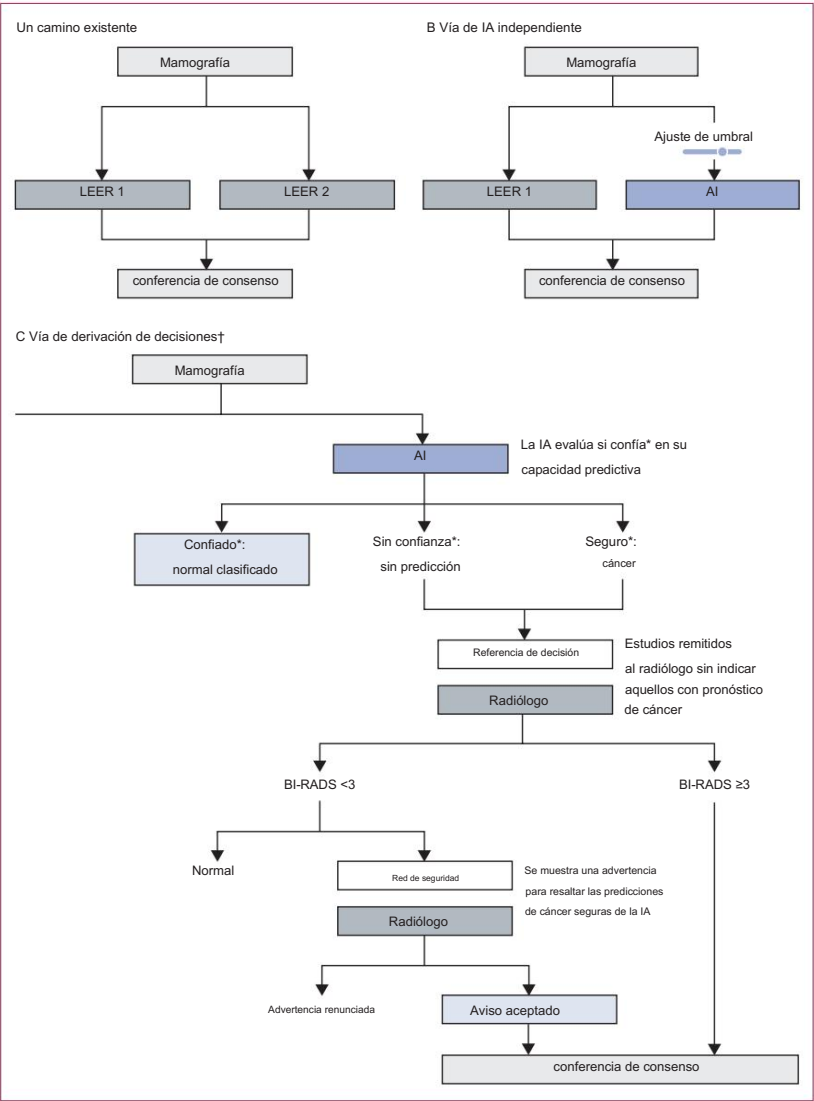 Un camino existente
Mamografía
LEER 1
LEER 2
conferencia de consenso
B Vía de IA independiente
Mamografía
Ajuste de umbral
LEER 1
AI
conferencia de consenso
C Vía de derivación de decisiones†
Mamografía
AI
La IA evalúa si confía* en su
capacidad predictiva
Confiado*:
normal clasificado
Sin confianza*:
sin predicción
Seguro*:
cáncer
Referencia de decisión
Estudios remitidos
al radiólogo sin indicar
aquellos con pronóstico
de cáncer
Radiólogo
BI-RADS <3
BI-RADS ≥3
Normal
Red de seguridad
Se muestra una advertencia
para resaltar las predicciones
de cáncer seguras de la IA
Radiólogo
Advertencia renunciada
Aviso aceptado
conferencia de consenso